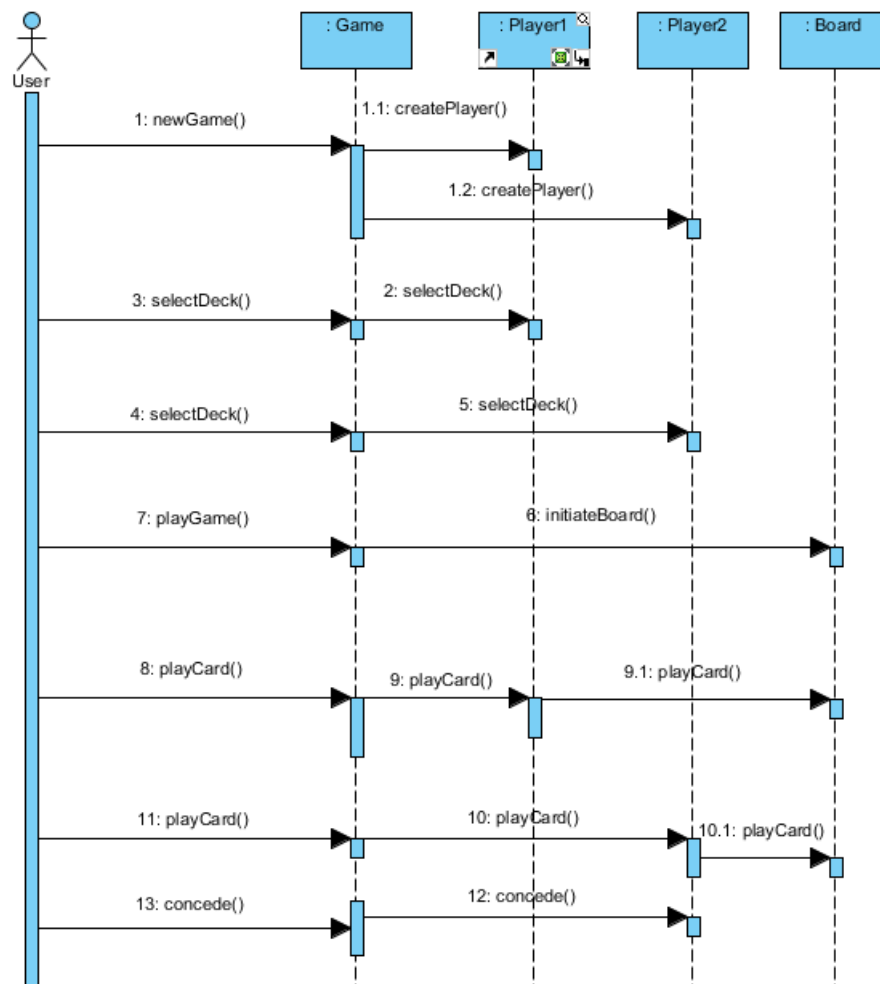 : Game
: Player1
: Player2
: Board
User
1: newGame()
1.1: createPlayer()
1.2: createPlayer()
3: selectDeck()
2: selectDeck()
4: selectDeck()
5: selectDeck()
7: playGame()
6: initiateBoard()
8: playCard()
9: playCard()
9.1: playCard()
11: playCard()
10: playCard()
10.1: playCard()
13: concede()
12: concede()